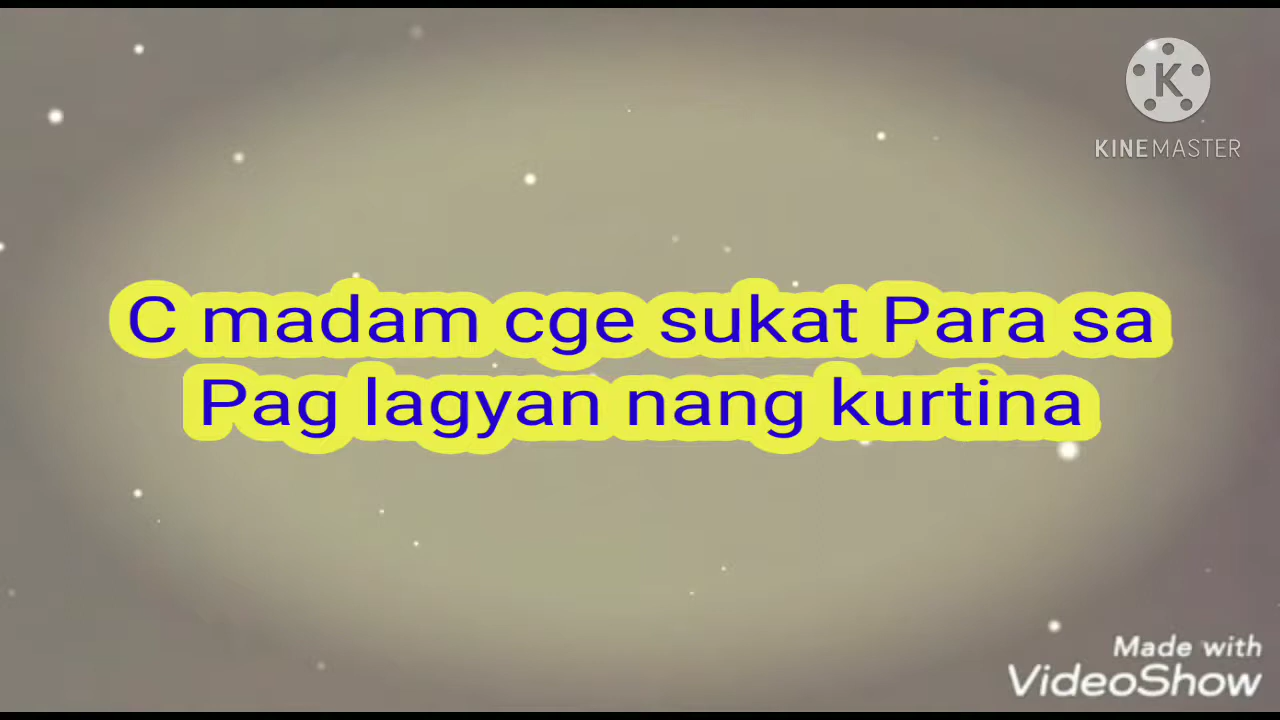 K
KINEMASTER
C madam cge sukat Para sa
Pag lagyan nang kurtina
Made with
VideoShow